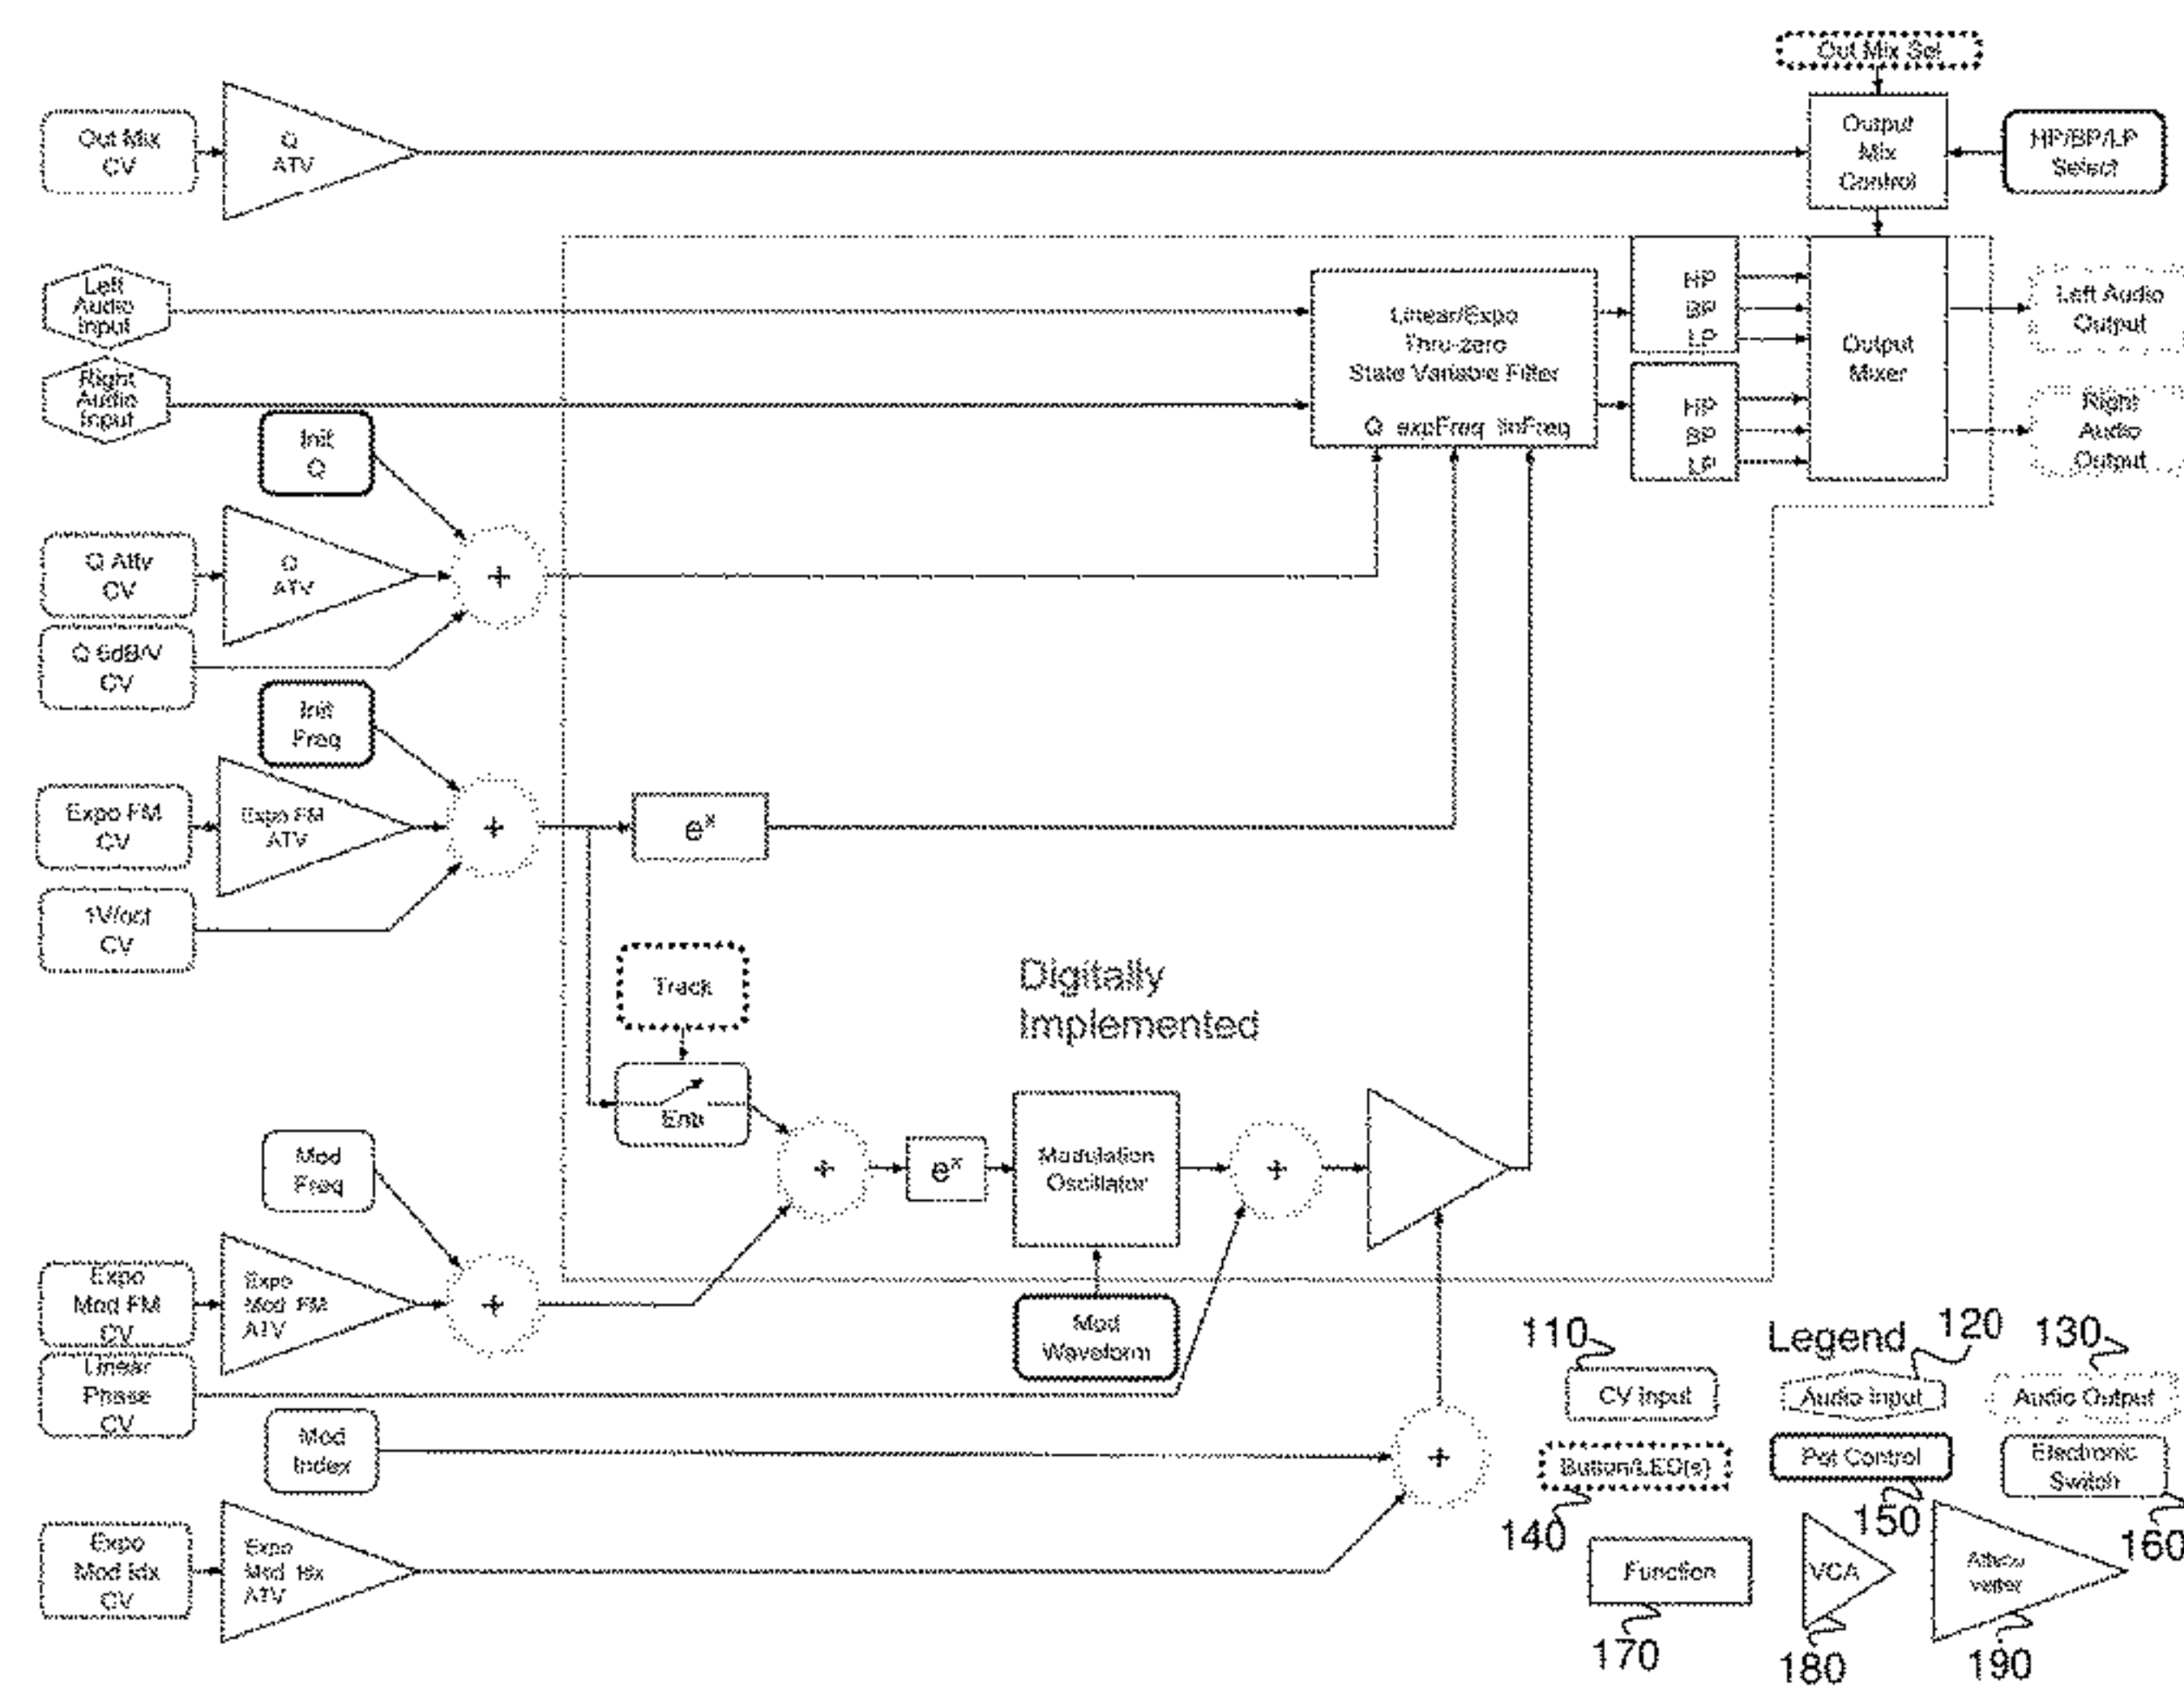 Out Mix Sel
Out Mix
CV
Q
ATV
Output
Mix
Control
HP/BP/LP
Select
Left
Audio
Input
Linear/Expo
Thru-zero
State Variable Filter
Q expFreq linFreq
HP
BP
LP
Output
Mixer
Left Audio
Output
Right
Audio
Input
HP
BP
LP
Right
Audio
Output
Init
Q
Q Attv
CV
Q
ATV
+
Q 6dB/V
CV
Init
Freq
Expo FM
CV
Expo FM
ATV
+
e^x
1V/oct
CV
Track
Digitally
Implemented
Enb
Mod
Freq
+
e^x
Modulation
Oscillator
+
Expo
Mod FM
CV
Expo
Mod FM
ATV
+
Mod
Waveform
Linear
Phase
CV
Mod
Index
+
Expo
Mod Idx
CV
Expo
Mod Idx
ATV
Legend
110
CV Input
120
Audio Input
130
Audio Output
Button/LED(s)
140
Pot Control
150
Electronic
Switch
160
Function
170
VCA
180
Attenu
verter
190